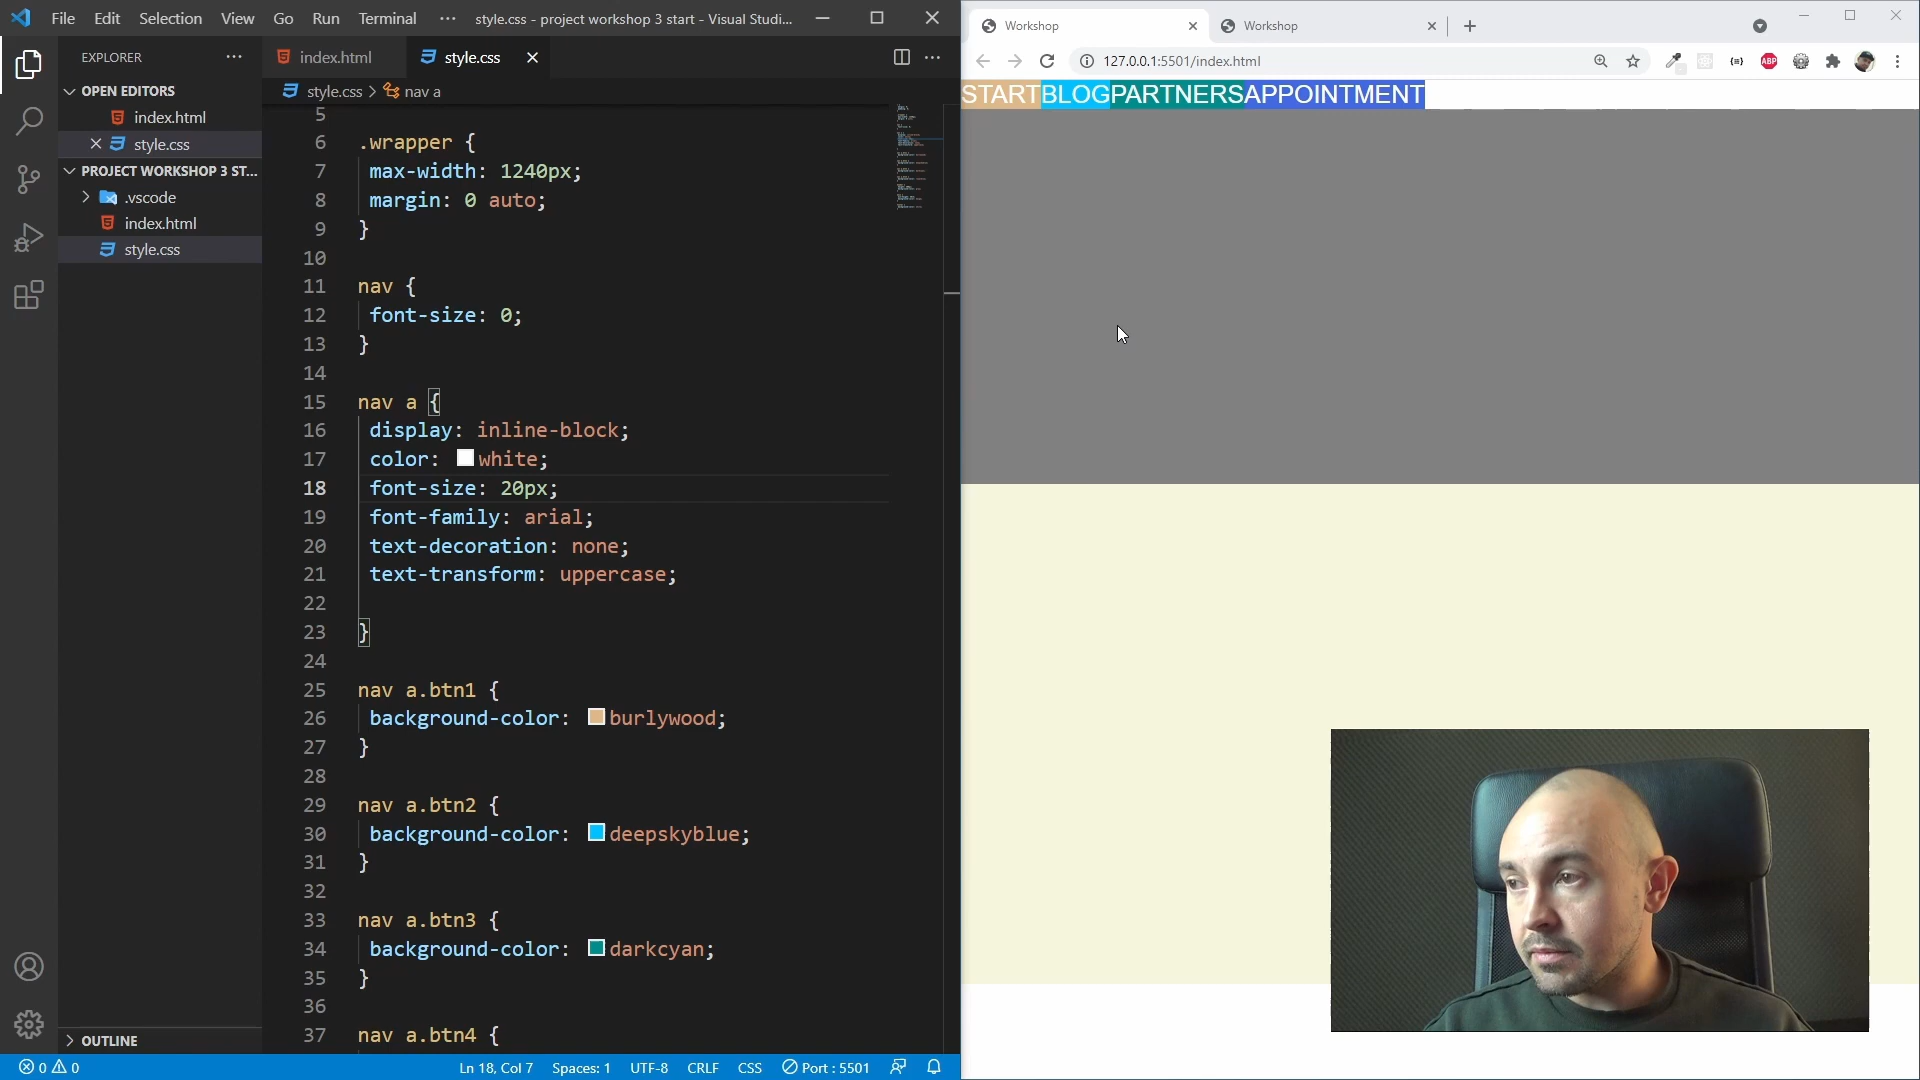 File Edit Selection View Go Run Terminal ··· style.css - project workshop 3 start - Visual Studi...
EXPLORER
OPEN EDITORS
index.html
style.css
PROJECT WORKSHOP 3 ST...
.vscode
index.html
style.css
OUTLINE
index.html style.css
style.css > nav a
5
6 .wrapper {
7 max-width: 1240px;
8 margin: 0 auto;
9 }
10
11 nav {
12 font-size: 0;
13 }
14
15 nav a {
16 display: inline-block;
17 color: white;
18 font-size: 20px;
19 font-family: arial;
20 text-decoration: none;
21 text-transform: uppercase;
22
23 }
24
25 nav a.btn1 {
26 background-color: burlywood;
27 }
28
29 nav a.btn2 {
30 background-color: deepskyblue;
31 }
32
33 nav a.btn3 {
34 background-color: darkcyan;
35 }
36
37 nav a.btn4 {
0 0 Ln 18, Col 7 Spaces: 1 UTF-8 CRLF CSS Port : 5501
Workshop Workshop
127.0.0.1:5501/index.html
ABP
START BLOG PARTNERS APPOINTMENT